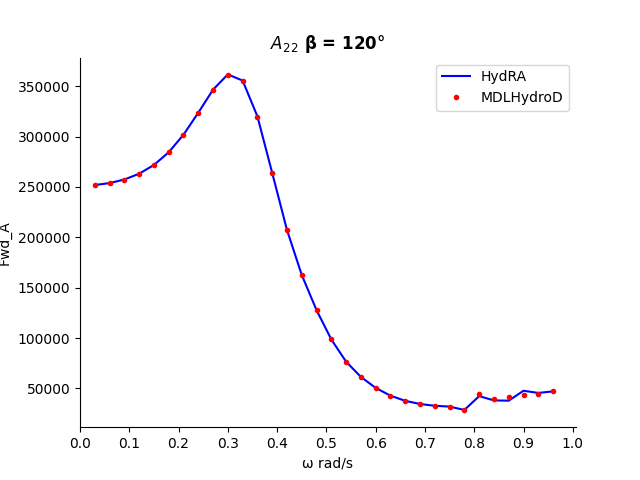 A₂₂ β = 120°
HydRA
MDLHydroD
350000
300000
250000
200000
150000
100000
50000
Fwd_A
0.0 0.1 0.2 0.3 0.4 0.5 0.6 0.7 0.8 0.9 1.0
ω rad/s